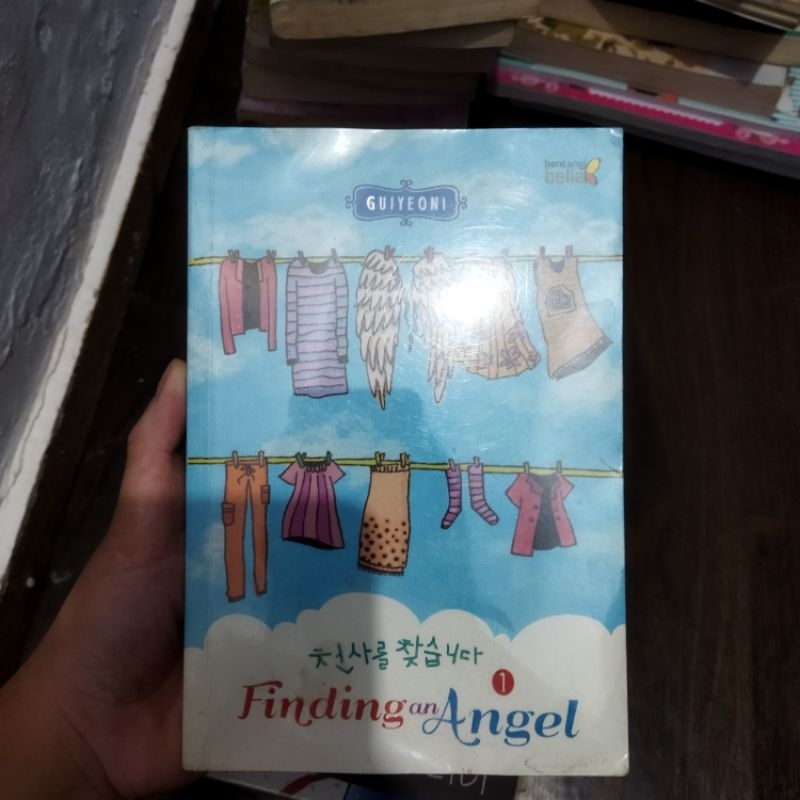 bentang
belia
GUIYEONI
천사를 찾습니다
1
Finding an Angel